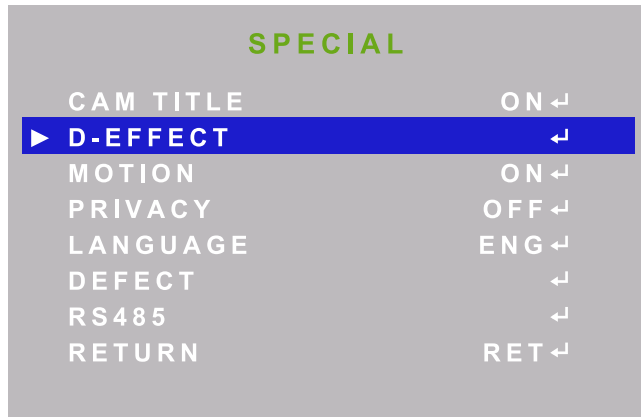 SPECIAL
CAM TITLE ON↵
► D-EFFECT ↵
MOTION ON↵
PRIVACY OFF↵
LANGUAGE ENG↵
DEFECT ↵
RS485 ↵
RETURN RET↵